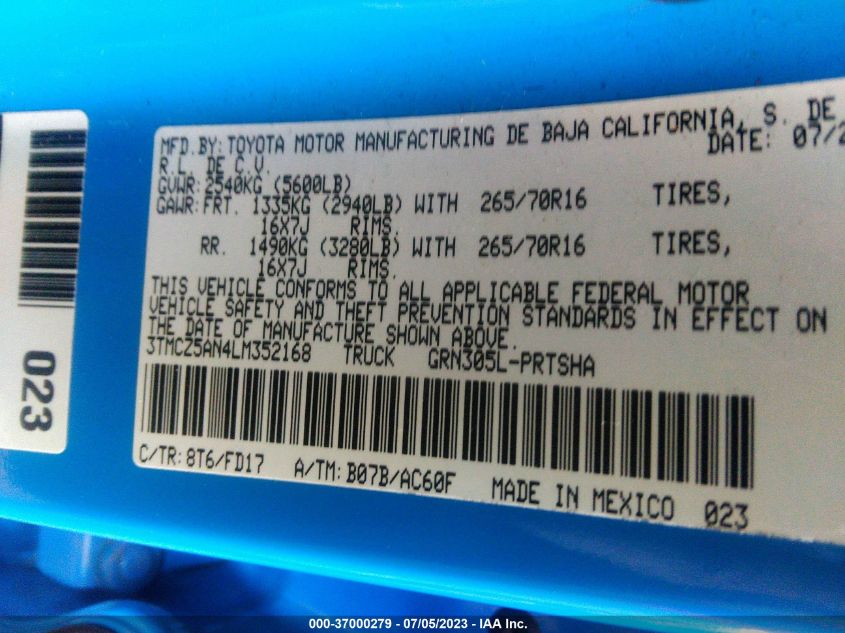 MFD.BY: TOYOTA MOTOR MANUFACTURING DE BAJA CALIFORNIA, S. DE
R.L. DE C.V. DATE: 07/2
GVWR: 2540KG (5600LB)
GAWR: FRT. 1335KG (2940LB) WITH 265/70R16 TIRES,
16X7J RIMS.
RR. 1490KG (3280LB) WITH 265/70R16 TIRES,
16X7J RIMS.
THIS VEHICLE CONFORMS TO ALL APPLICABLE FEDERAL MOTOR
VEHICLE SAFETY AND THEFT PREVENTION STANDARDS IN EFFECT ON
THE DATE OF MANUFACTURE SHOWN ABOVE.
3TMCZ5AN4LM352168 TRUCK GRN305L-PRTSHA
C/TR: 8T6/FD17 A/TM: B07B/AC60F MADE IN MEXICO 023
023
000-37000279 - 07/05/2023 - IAA Inc.